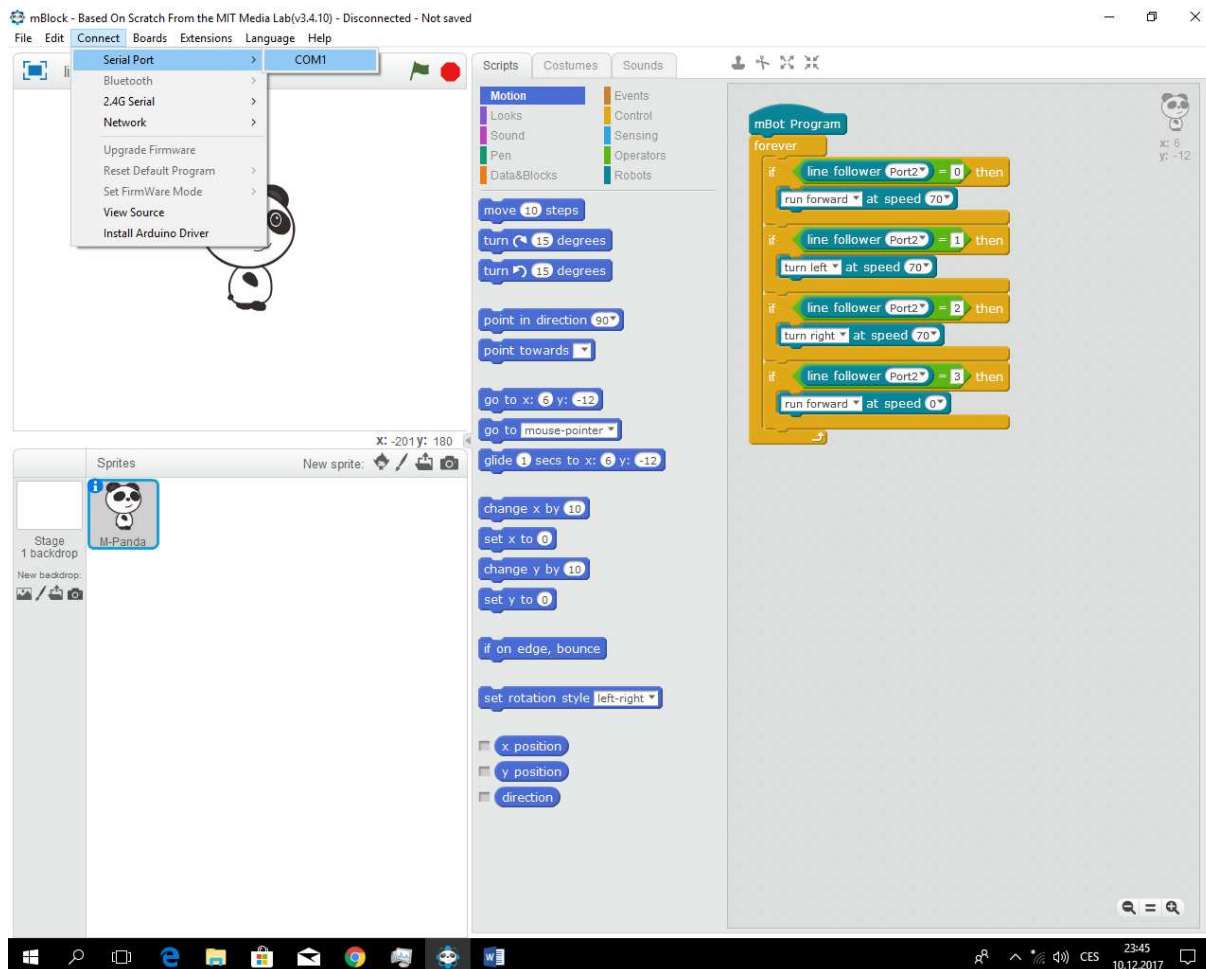 mBlock - Based On Scratch From the MIT Media Lab(v3.4.10) - Disconnected - Not saved
File Edit Connect Boards Extensions Language Help
Serial Port
COM1
Bluetooth
2.4G Serial
Network
Upgrade Firmware
Reset Default Program
Set FirmWare Mode
View Source
Install Arduino Driver
X: -201 Y: 180
Sprites
New sprite:
Stage
1 backdrop
New backdrop:
M-Panda
Scripts Costumes Sounds
Motion Events
Looks Control
Sound Sensing
Pen Operators
Data&Blocks Robots
move 10 steps
turn 15 degrees
turn 15 degrees
point in direction 90
point towards
go to x: 6 y: -12
go to mouse-pointer
glide 1 secs to x: 6 y: -12
change x by 10
set x to 0
change y by 10
set y to 0
if on edge, bounce
set rotation style left-right
x position
y position
direction
mBot Program
forever
if line follower Port2 = 0 then
run forward at speed 70
if line follower Port2 = 1 then
turn left at speed 70
if line follower Port2 = 2 then
turn right at speed 70
if line follower Port2 = 3 then
run forward at speed 0
x: 6
y: -12
CES
23:45
10.12.2017